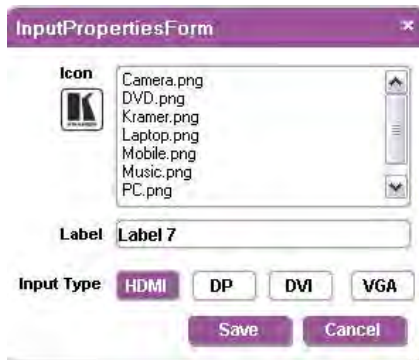 InputPropertiesForm ×
Icon
Camera.png
DVD.png
Kramer.png
Laptop.png
Mobile.png
Music.png
PC.png
Label Label 7
Input Type HDMI DP DVI VGA
Save Cancel